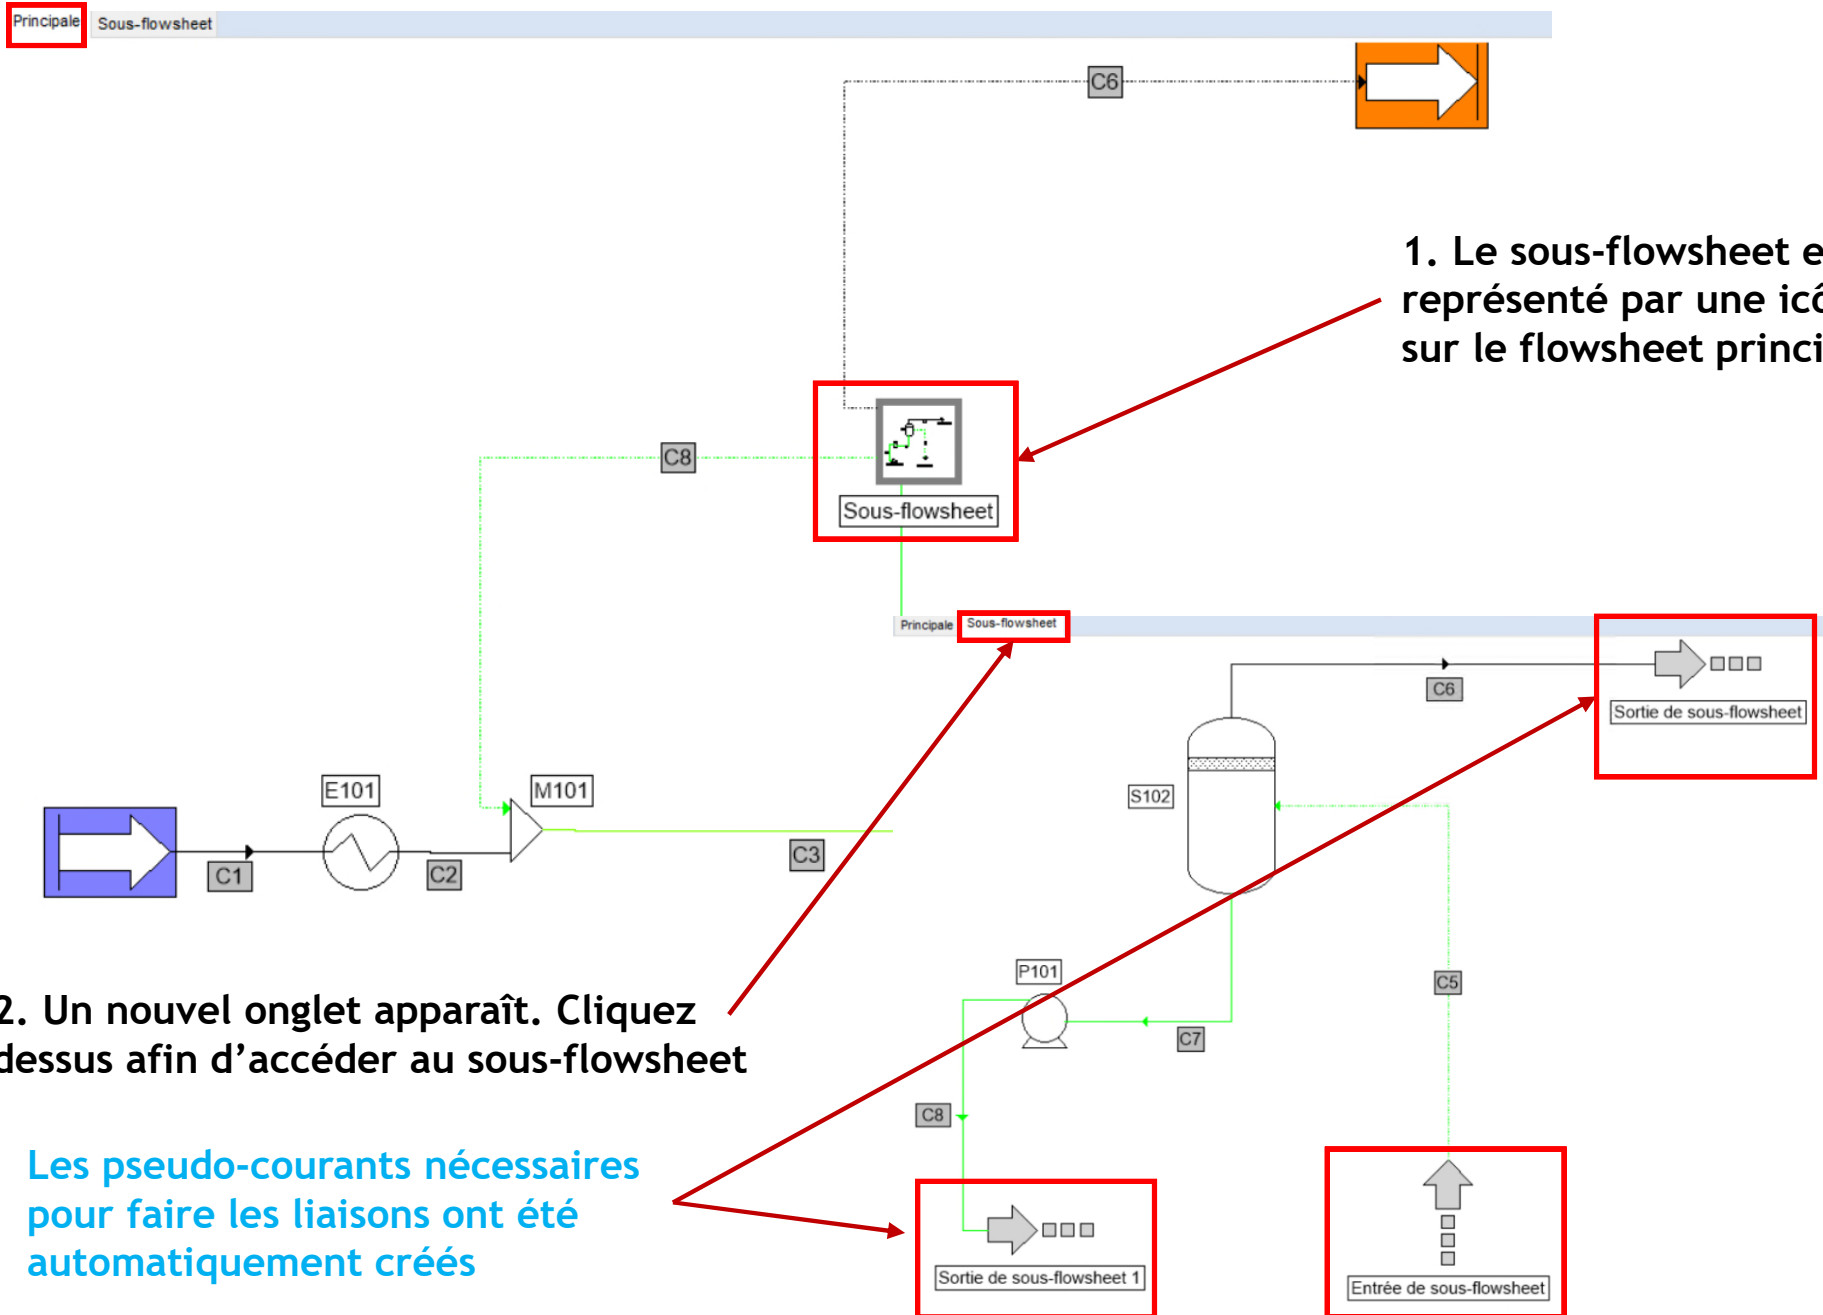 Principale Sous-flowsheet
C6
1. Le sous-flowsheet
représenté par une
sur le flowsheet
C8
Sous-flowsheet
Principale Sous-flowsheet
C6
Sortie de sous-flowsheet
E101
M101
S102
C1
C2
C3
P101
C5
C7
2. Un nouvel onglet apparaît. Cliquez
dessus afin d’accéder au sous-flowsheet
C8
Les pseudo-courants nécessaires
pour faire les liaisons ont été
automatiquement créés
Sortie de sous-flowsheet 1
Entrée de sous-flowsheet